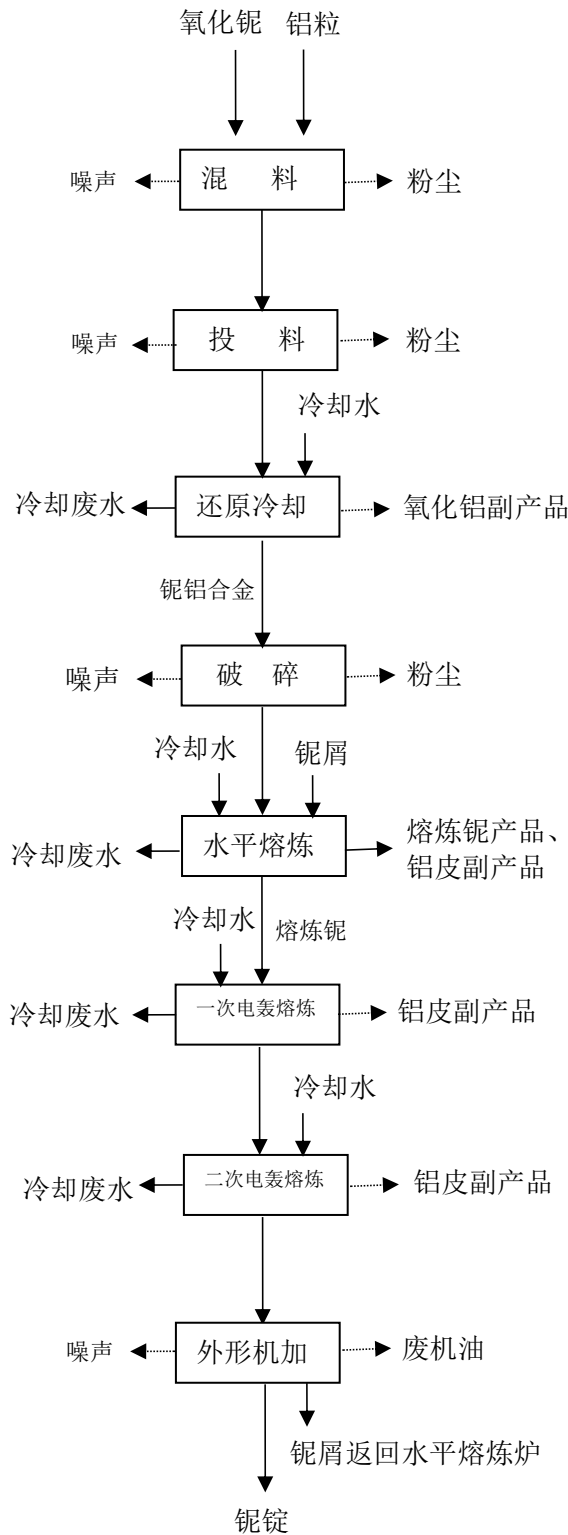 氧化铌 铝粒
噪声 混 料 粉尘
噪声 投 料 粉尘
冷却水
冷却废水 还原冷却 氧化铝副产品
铌铝合金
噪声 破 碎 粉尘
冷却水 铌屑
冷却废水 水平熔炼 熔炼铌产品、
铝皮副产品
冷却水 熔炼铌
冷却废水 一次电轰熔炼 铝皮副产品
冷却水
冷却废水 二次电轰熔炼 铝皮副产品
噪声 外形机加 废机油
铌屑返回水平熔炼炉
铌锭